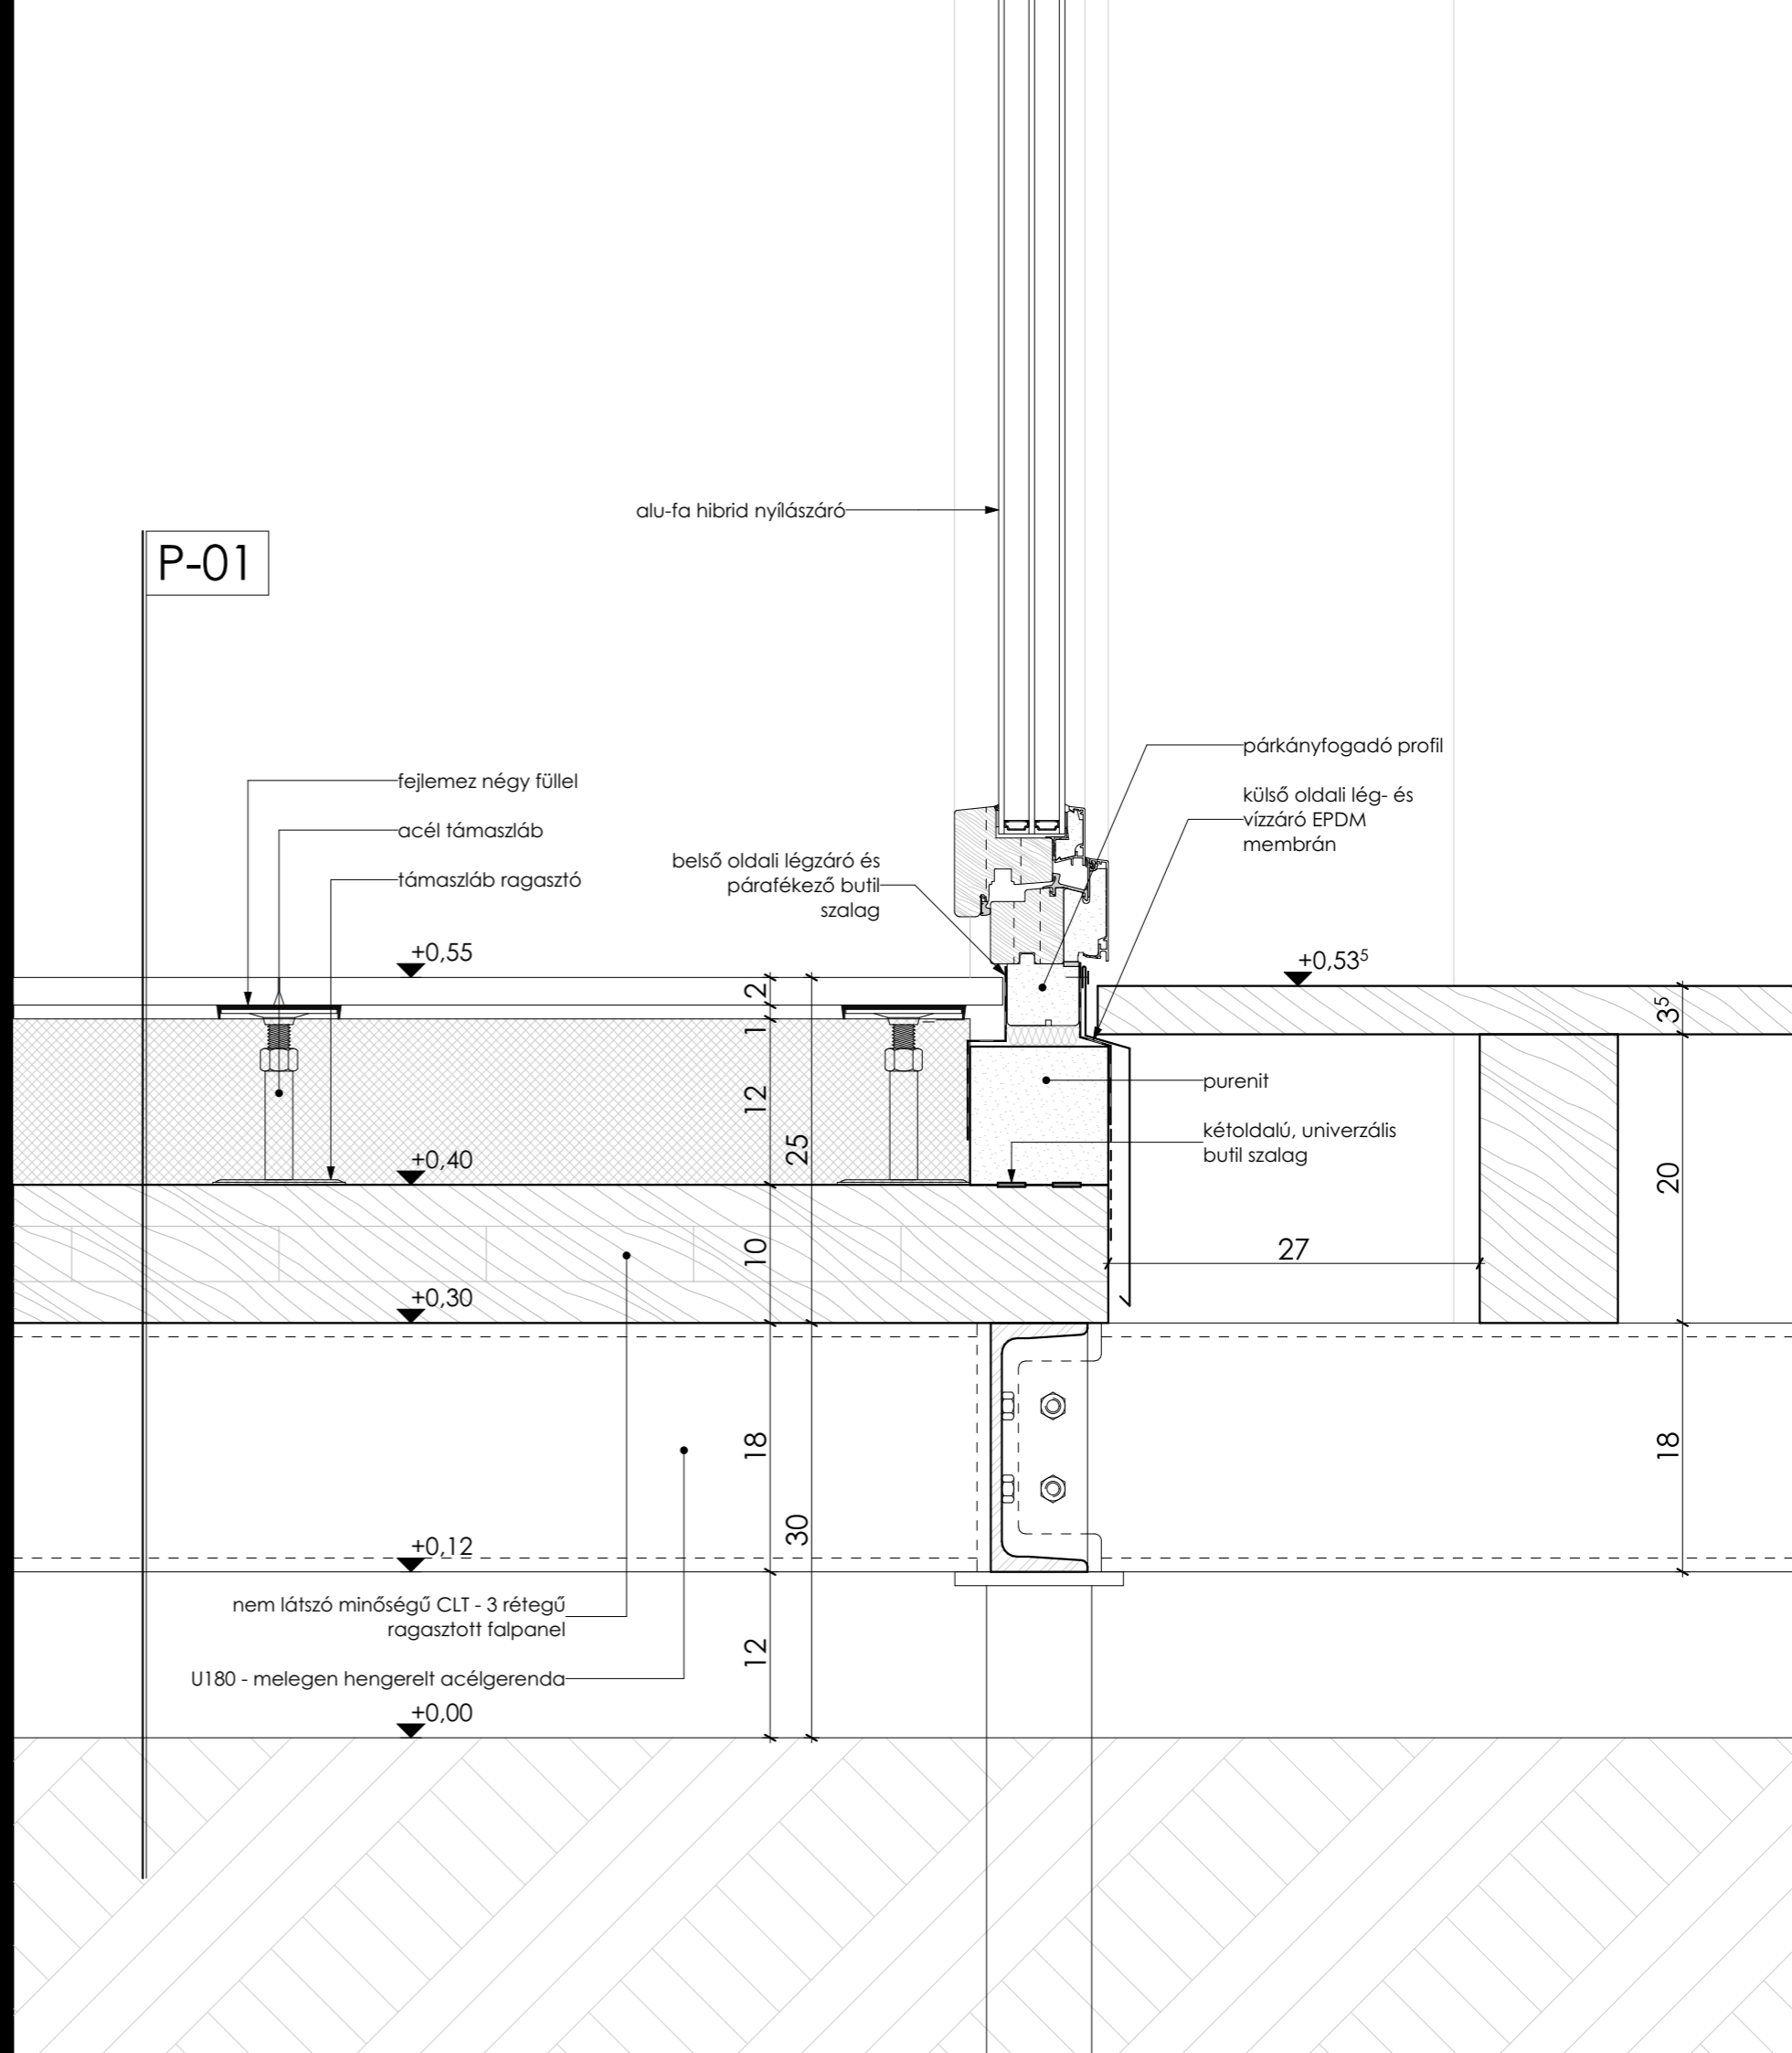 alu-fa hibrid nyílászáró
P-01
párkányfogadó profil
fejlemez négy füllel
külső oldali lég- és
vízzáró EPDM
membrán
acél támaszláb
belső oldali légzáró és
párafékező butil
szalag
támaszláb ragasztó
+0,55
+0,53⁵
2
3⁵
1
purenit
12
kétoldalú, univerzális
butil szalag
25
+0,40
20
10
27
+0,30
18
18
30
+0,12
nem látszó minőségű CLT - 3 rétegű
ragasztott falpanel
12
U180 - melegen hengerelt acélgerenda
+0,00